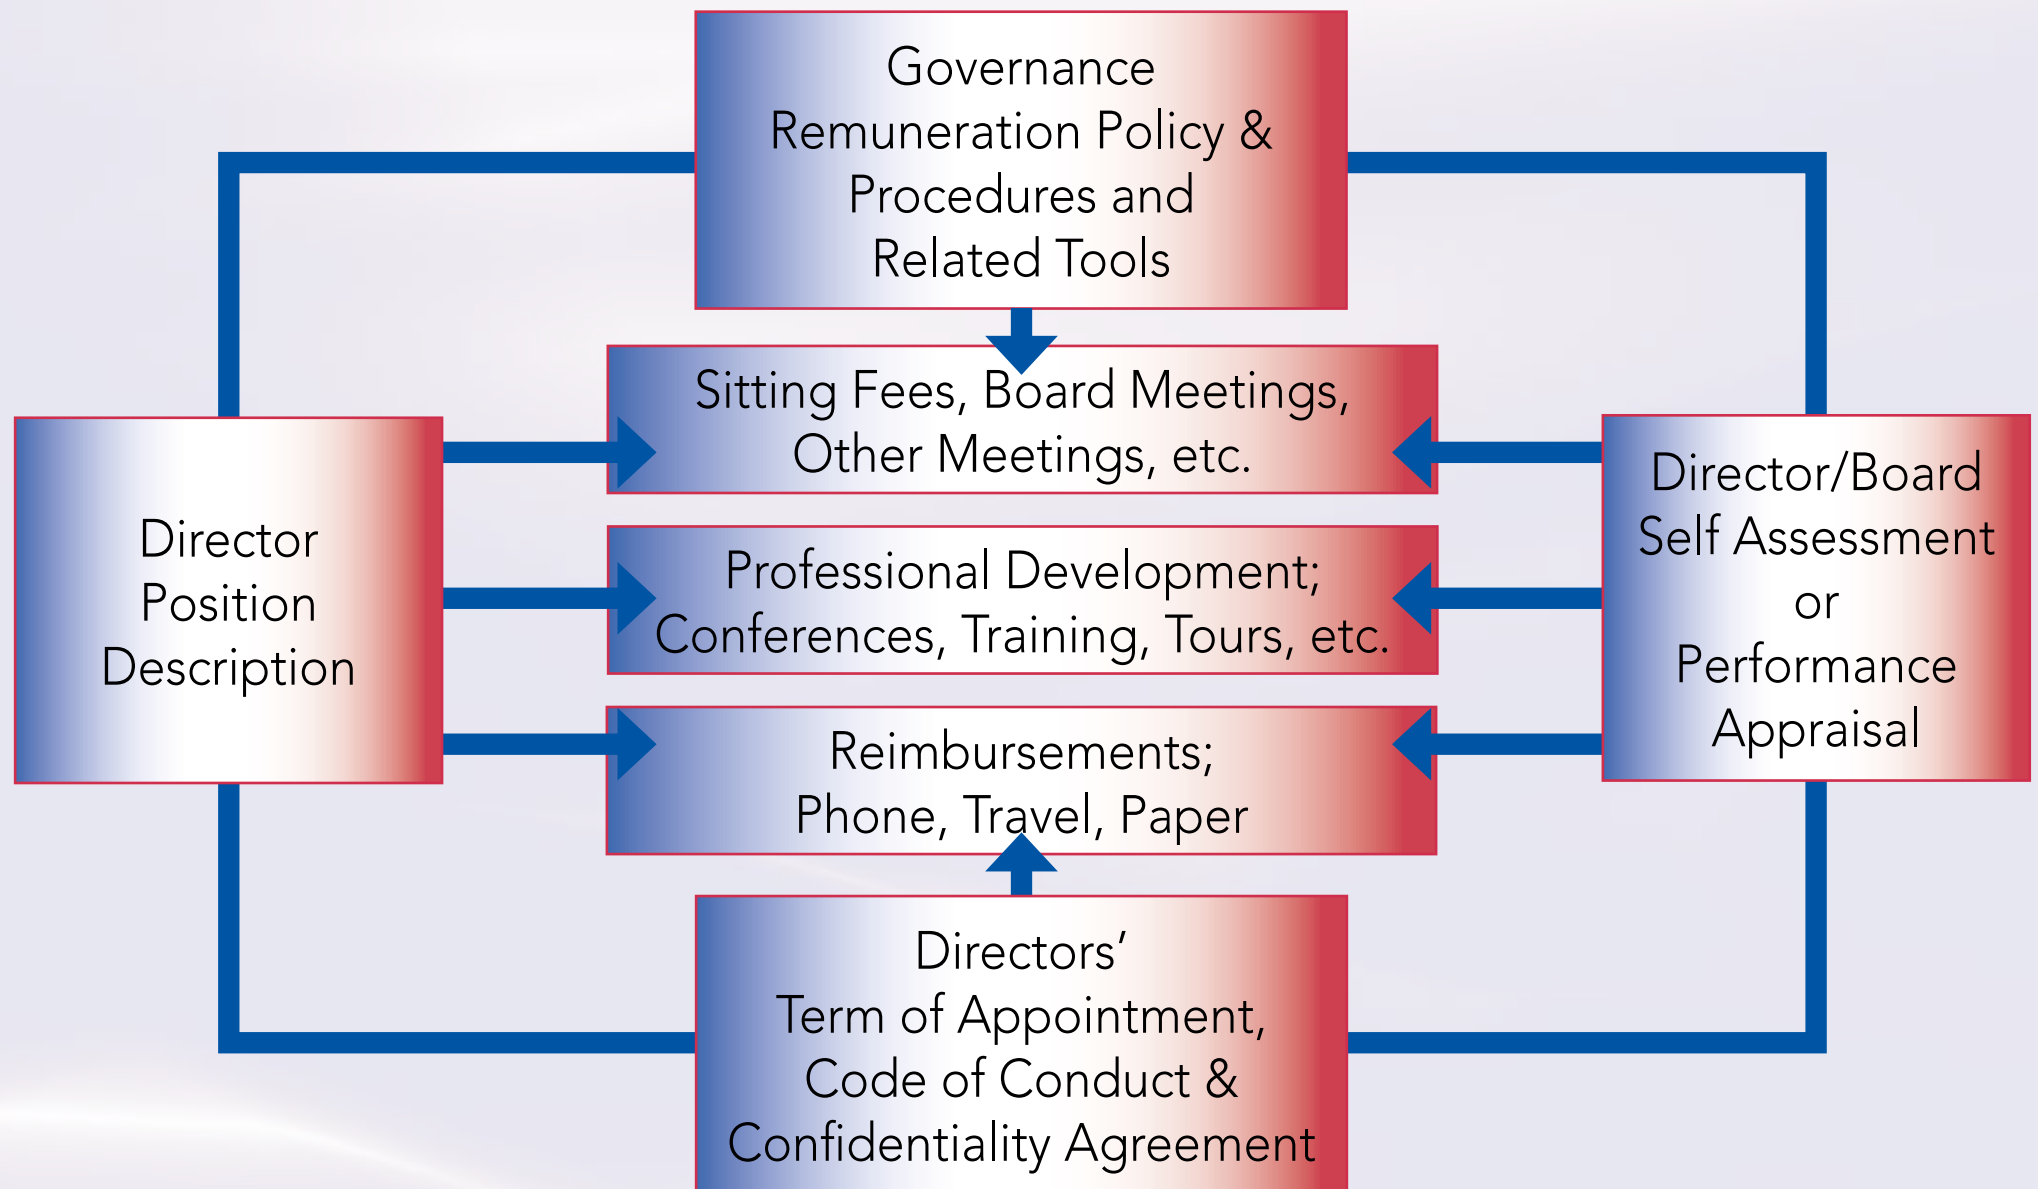 Governance
Remuneration Policy &
Procedures and
Related Tools
Sitting Fees, Board Meetings,
Other Meetings, etc.
Director
Position
Description
Professional Development;
Conferences, Training, Tours, etc.
Director/Board
Self Assessment
or
Performance
Appraisal
Reimbursements;
Phone, Travel, Paper
Directors’
Term of Appointment,
Code of Conduct &
Confidentiality Agreement